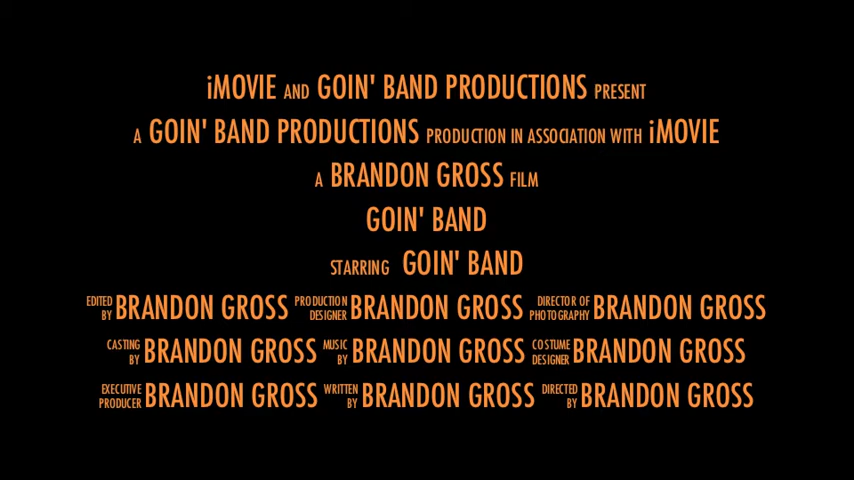 iMOVIE AND GOIN' BAND PRODUCTIONS PRESENT
A GOIN' BAND PRODUCTIONS PRODUCTION IN ASSOCIATION WITH iMOVIE
A BRANDON GROSS FILM
GOIN' BAND
STARRING GOIN' BAND
EDITED BY BRANDON GROSS PRODUCTION DESIGNER BRANDON GROSS DIRECTOR OF PHOTOGRAPHY BRANDON GROSS
CASTING BY BRANDON GROSS MUSIC BY BRANDON GROSS COSTUME DESIGNER BRANDON GROSS
EXECUTIVE PRODUCER BRANDON GROSS WRITTEN BY BRANDON GROSS DIRECTED BY BRANDON GROSS